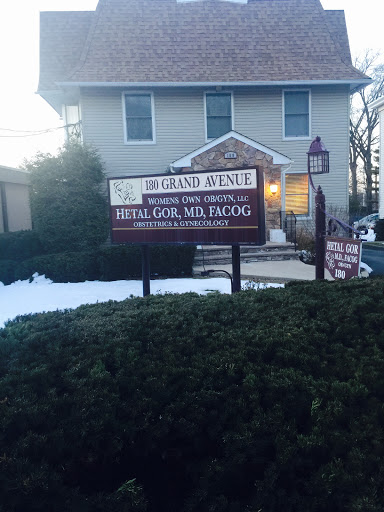 180 GRAND AVENUE
WOMENS OWN OB/GYN, LLC
HETAL GOR, MD, FACOG
OBSTETRICS & GYNECOLOGY
HETAL GOR
M.D., FACOG
OB/GYN
180